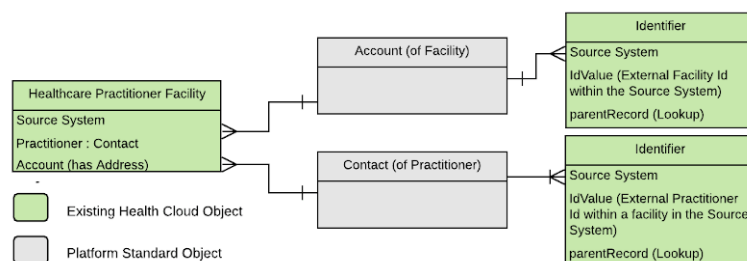 Identifier
Account (of Facility)
Source System
IdValue (External Facility Id
within the Source System)
parentRecord (Lookup)
Healthcare Practitioner Facility
Source System
Practitioner : Contact
Account (has Address)
Contact (of Practitioner)
Identifier
Source System
IdValue (External Practitioner
Id within a facility in the Source
System)
parentRecord (Lookup)
-
Existing Health Cloud Object
Platform Standard Object